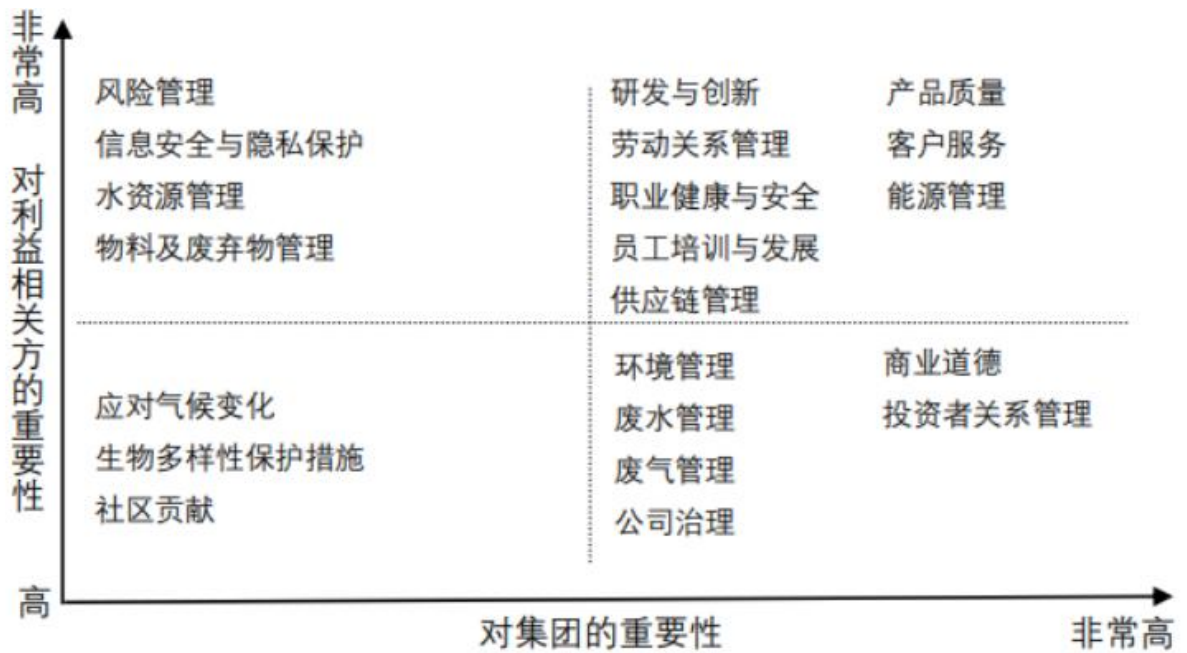 非常高
对利益相关方的重要性
高
风险管理
信息安全与隐私保护
水资源管理
物料及废弃物管理
研发与创新
劳动关系管理
职业健康与安全
员工培训与发展
供应链管理
产品质量
客户服务
能源管理
应对气候变化
生物多样性保护措施
社区贡献
环境管理
废水管理
废气管理
公司治理
商业道德
投资者关系管理
对集团的重要性
非常高